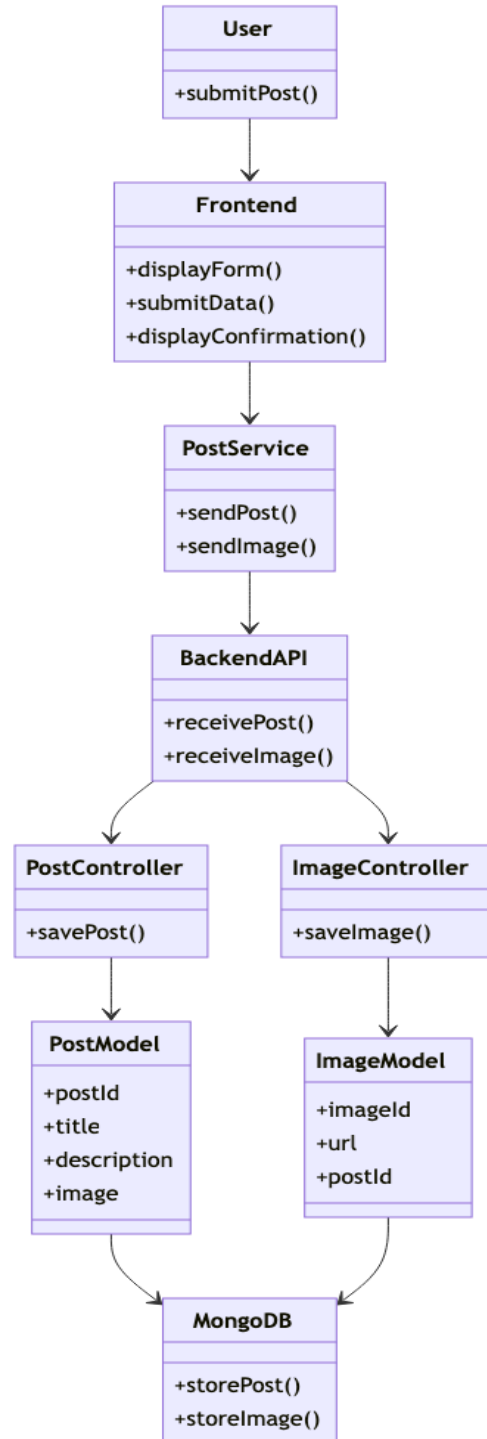 User
+submitPost()
Frontend
+displayForm()
+submitData()
+displayConfirmation()
PostService
+sendPost()
+sendImage()
BackendAPI
+receivePost()
+receiveImage()
PostController
+savePost()
ImageController
+saveImage()
PostModel
+postId
+title
+description
+image
ImageModel
+imageId
+url
+postId
MongoDB
+storePost()
+storeImage()